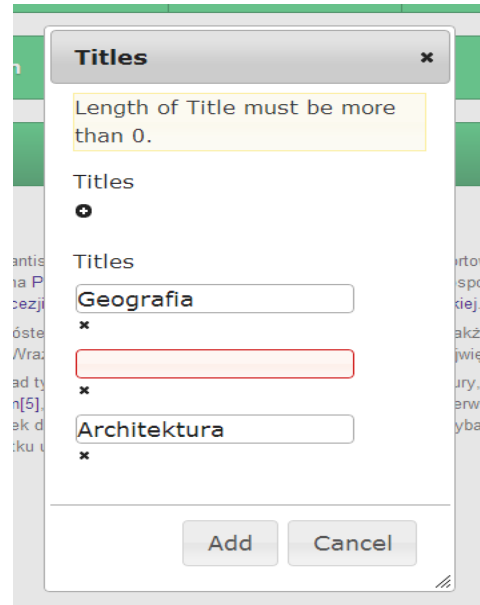 Titles
Length of Title must be more
than 0.
Titles
Titles
Geografia
Architektura
Add
Cancel